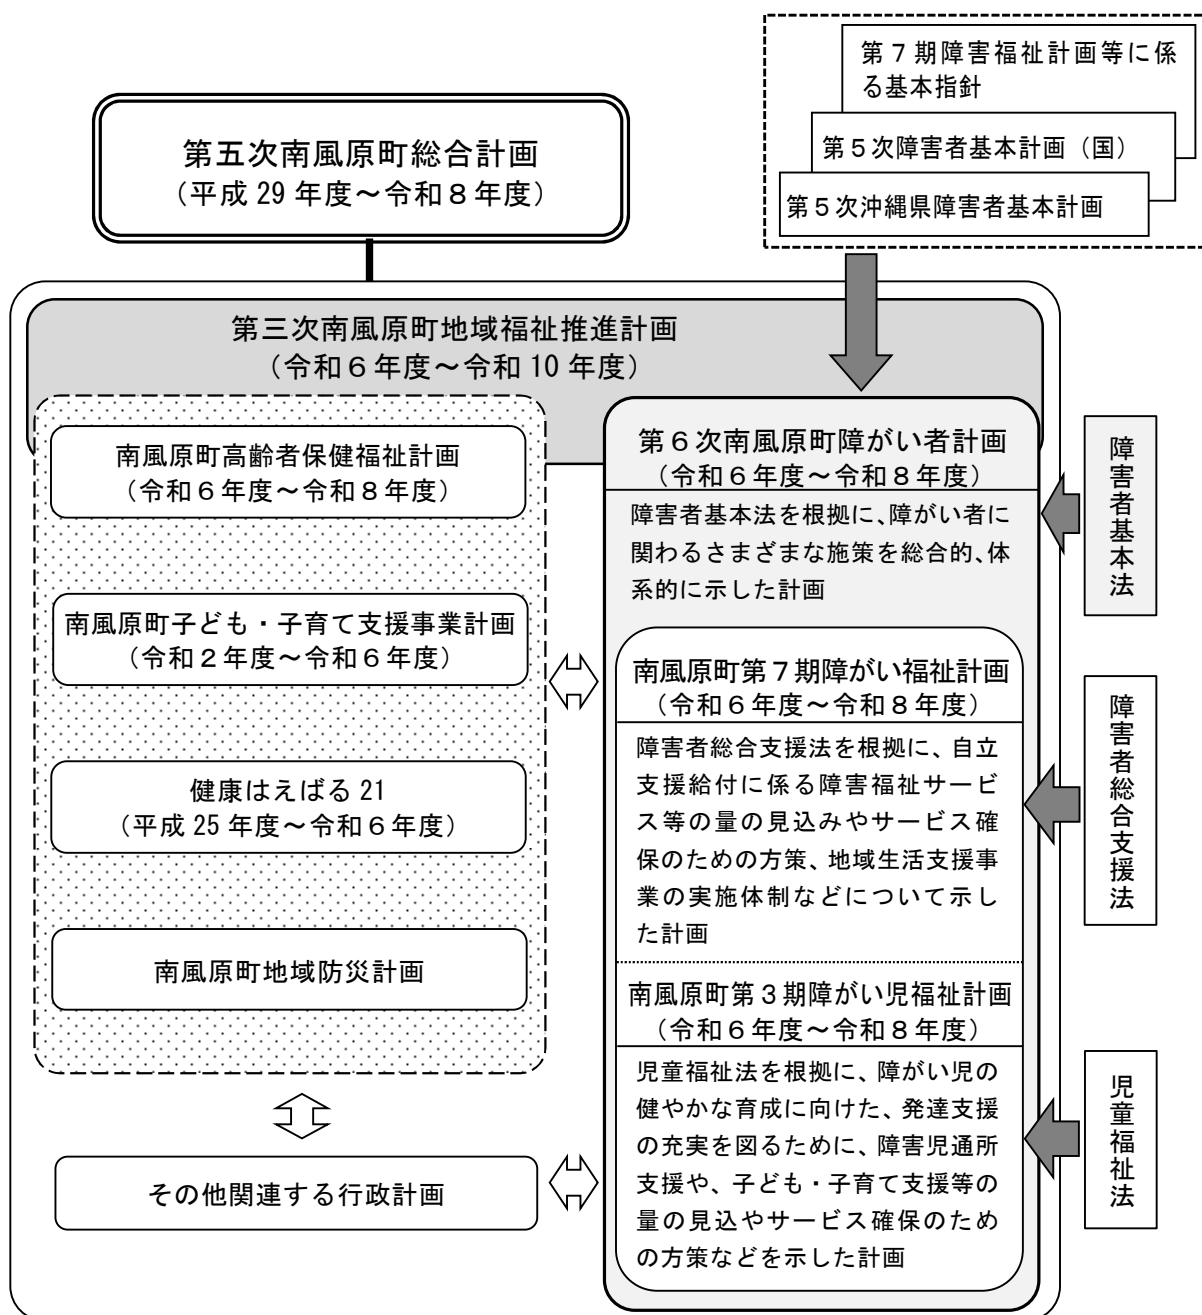 第７期障害福祉計画等に係
る基本指針
第５次障害者基本計画（国）
第５次沖縄県障害者基本計画
第五次南風原町総合計画
（平成 29 年度～令和８年度）
第三次南風原町地域福祉推進計画
（令和６年度～令和 10 年度）
南風原町高齢者保健福祉計画
（令和６年度～令和８年度）
南風原町子ども・子育て支援事業計画
（令和２年度～令和６年度）
健康はえばる 21
（平成 25 年度～令和６年度）
南風原町地域防災計画
その他関連する行政計画
第６次南風原町障がい者計画
（令和６年度～令和８年度）
障害者基本法を根拠に、障がい者に
関わるさまざまな施策を総合的、体
系的に示した計画
南風原町第７期障がい福祉計画
（令和６年度～令和８年度）
障害者総合支援法を根拠に、自立
支援給付に係る障害福祉サービ
ス等の量の見込みやサービス確
保のための方策、地域生活支援事
業の実施体制などについて示し
た計画
南風原町第３期障がい児福祉計画
（令和６年度～令和８年度）
児童福祉法を根拠に、障がい児の
健やかな育成に向けた、発達支援
の充実を図るために、障害児通所
支援や、子ども・子育て支援等の
量の見込やサービス確保のため
の方策などを示した計画
障害者基本法
障害者総合支援法
児童福祉法